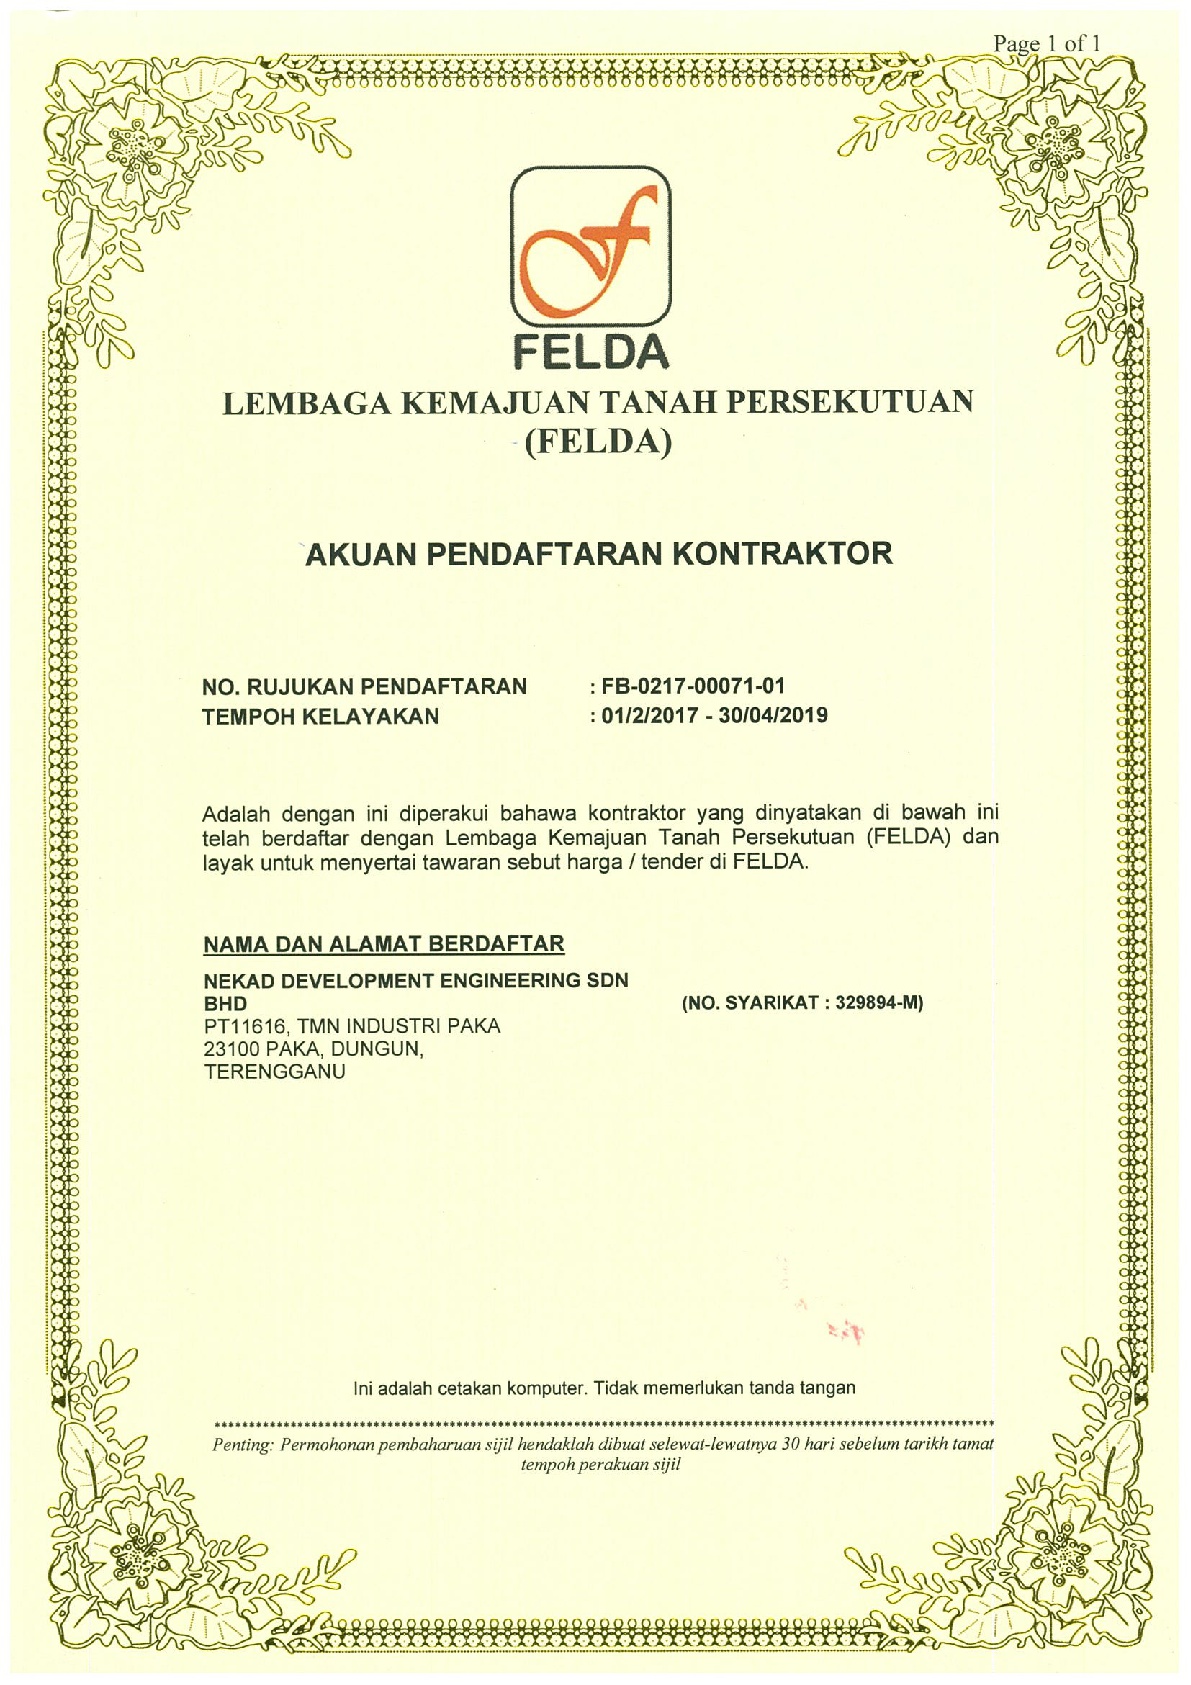 Page 1 of 1
FELDA
LEMBAGA KEMAJUAN TANAH PERSEKUTUAN
(FELDA)
AKUAN PENDAFTARAN KONTRAKTOR
NO. RUJUKAN PENDAFTARAN : FB-0217-00071-01
TEMPOH KELAYAKAN : 01/2/2017 - 30/04/2019
Adalah dengan ini diperakui bahawa kontraktor yang dinyatakan di bawah ini
telah berdaftar dengan Lembaga Kemajuan Tanah Persekutuan (FELDA) dan
layak untuk menyertai tawaran sebut harga / tender di FELDA.
NAMA DAN ALAMAT BERDAFTAR
NEKAD DEVELOPMENT ENGINEERING SDN
BHD (NO. SYARIKAT : 329894-M)
PT11616, TMN INDUSTRI PAKA
23100 PAKA, DUNGUN,
TERENGGANU
Ini adalah cetakan komputer. Tidak memerlukan tanda tangan
Penting: Permohonan pembaharuan sijil hendaklah dibuat selewat-lewatnya 30 hari sebelum tarikh tamat
tempoh perakuan sijil